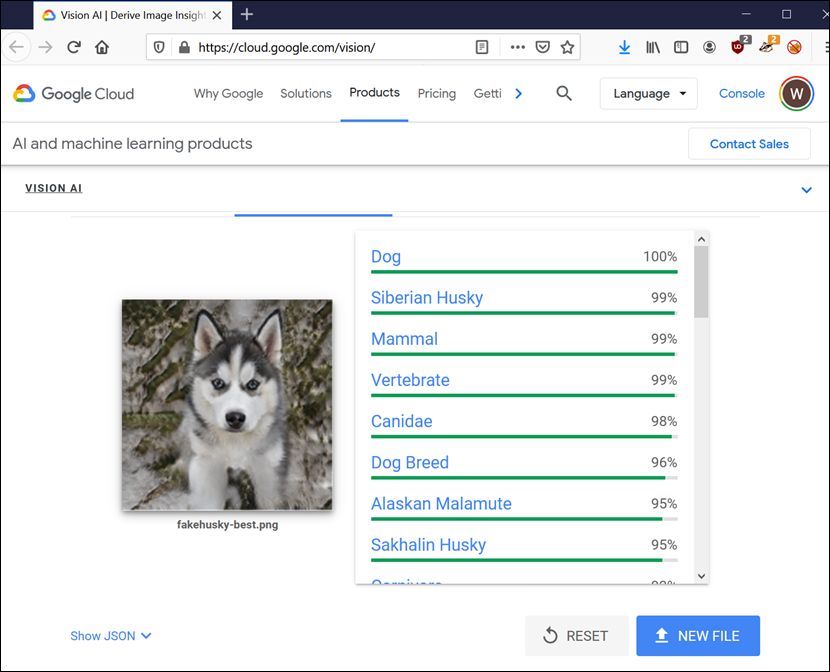 Vision AI | Derive Image Insight
https://cloud.google.com/vision/
2
2
Google Cloud
Why Google
Solutions
Products
Pricing
Getti
Language
Console
W
AI and machine learning products
Contact Sales
VISION AI
Dog 100%
Siberian Husky 99%
Mammal 99%
Vertebrate 99%
Canidae 98%
Dog Breed 96%
Alaskan Malamute 95%
Sakhalin Husky 95%
fakehusky-best.png
Show JSON
RESET
NEW FILE